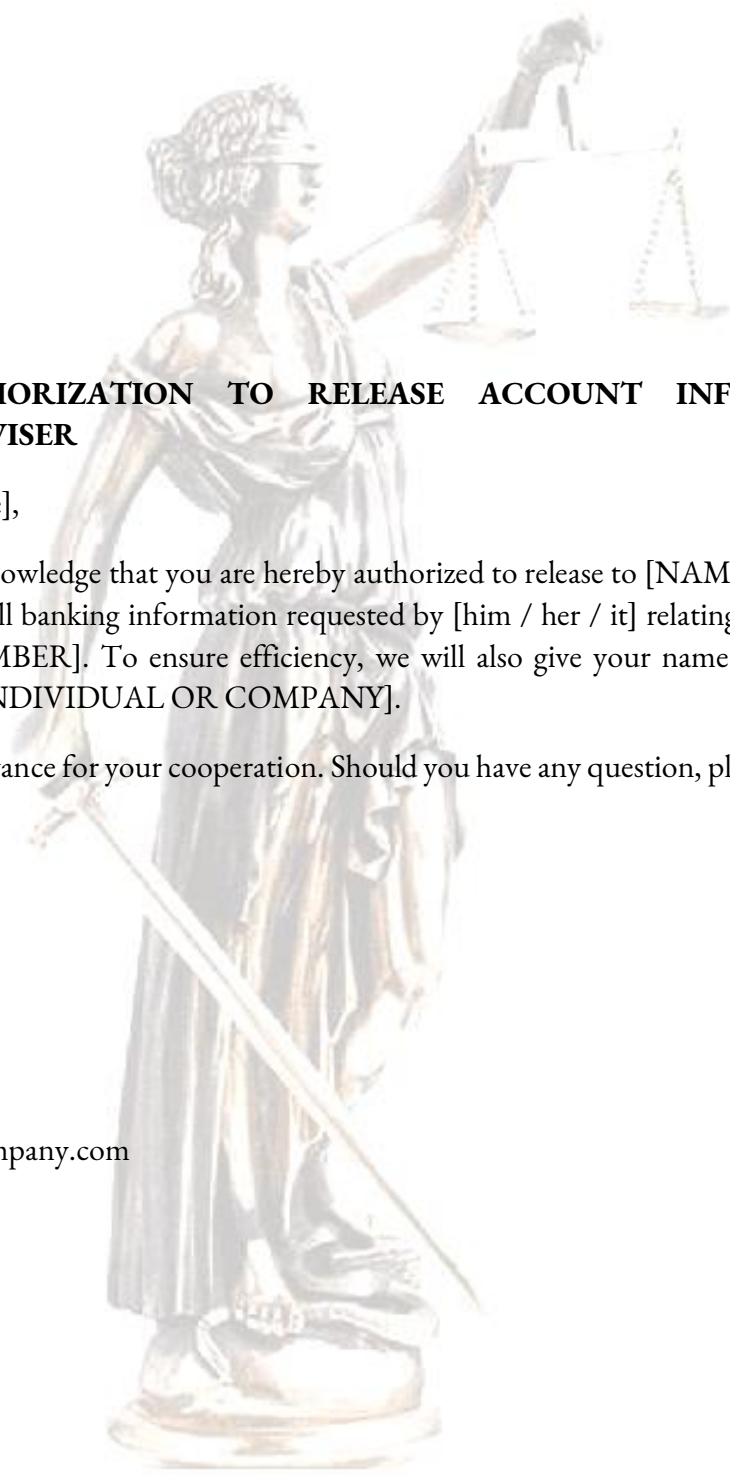 HORIZATION TO RELEASE ACCOUNT INF
VISER
],
owledge that you are hereby authorized to release to [NAM
ll banking information requested by [him / her / it] relating
MBER]. To ensure efficiency, we will also give your name
NDIVIDUAL OR COMPANY].
vance for your cooperation. Should you have any question, pl
npany.com